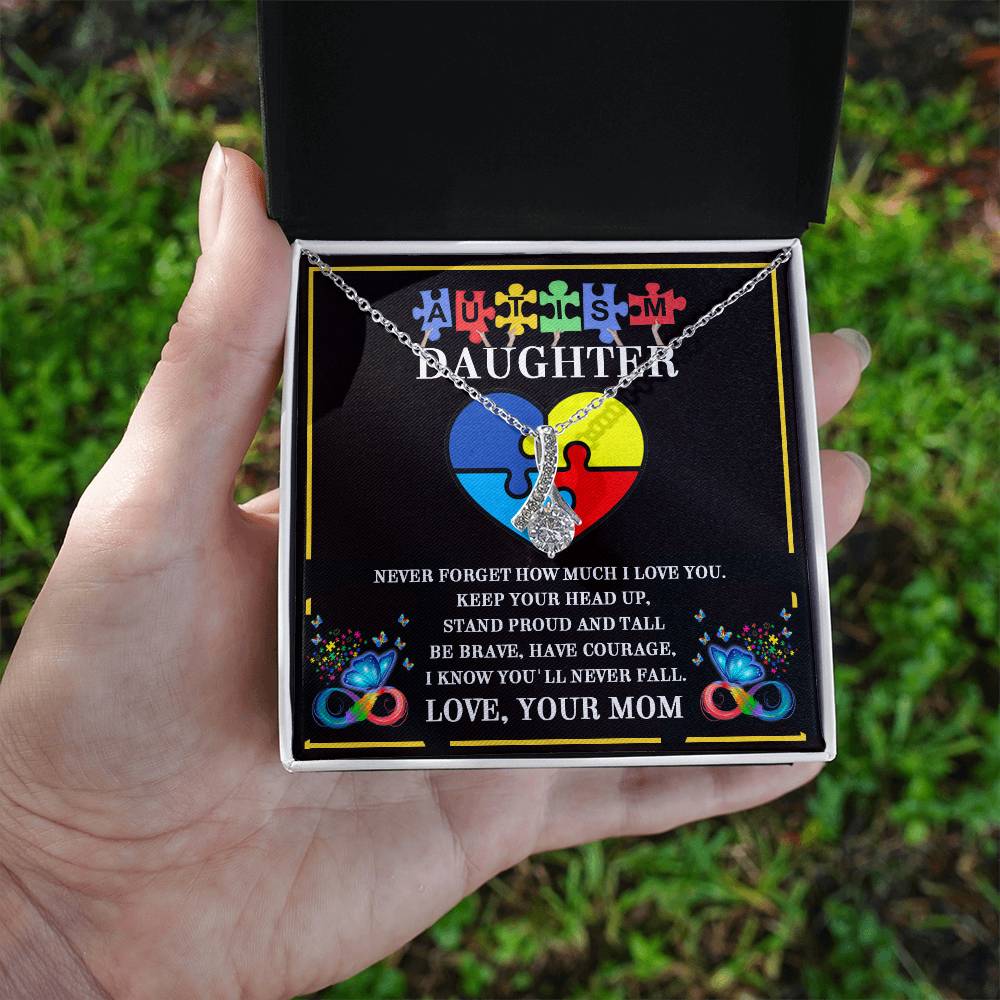 AUTISM
DAUGHTER
NEVER FORGET HOW MUCH I LOVE YOU.
KEEP YOUR HEAD UP,
STAND PROUD AND TALL
BE BRAVE, HAVE COURAGE,
I KNOW YOU'LL NEVER FALL.
LOVE, YOUR MOM